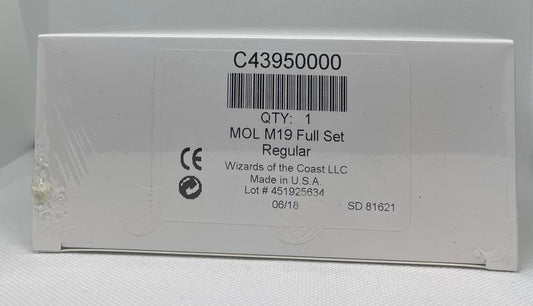 C43950000
QTY: 1
MOL M19 Full Set
Regular
Wizards of the Coast LLC
Made in U.S.A.
Lot # 451925634
06/18 SD 81621